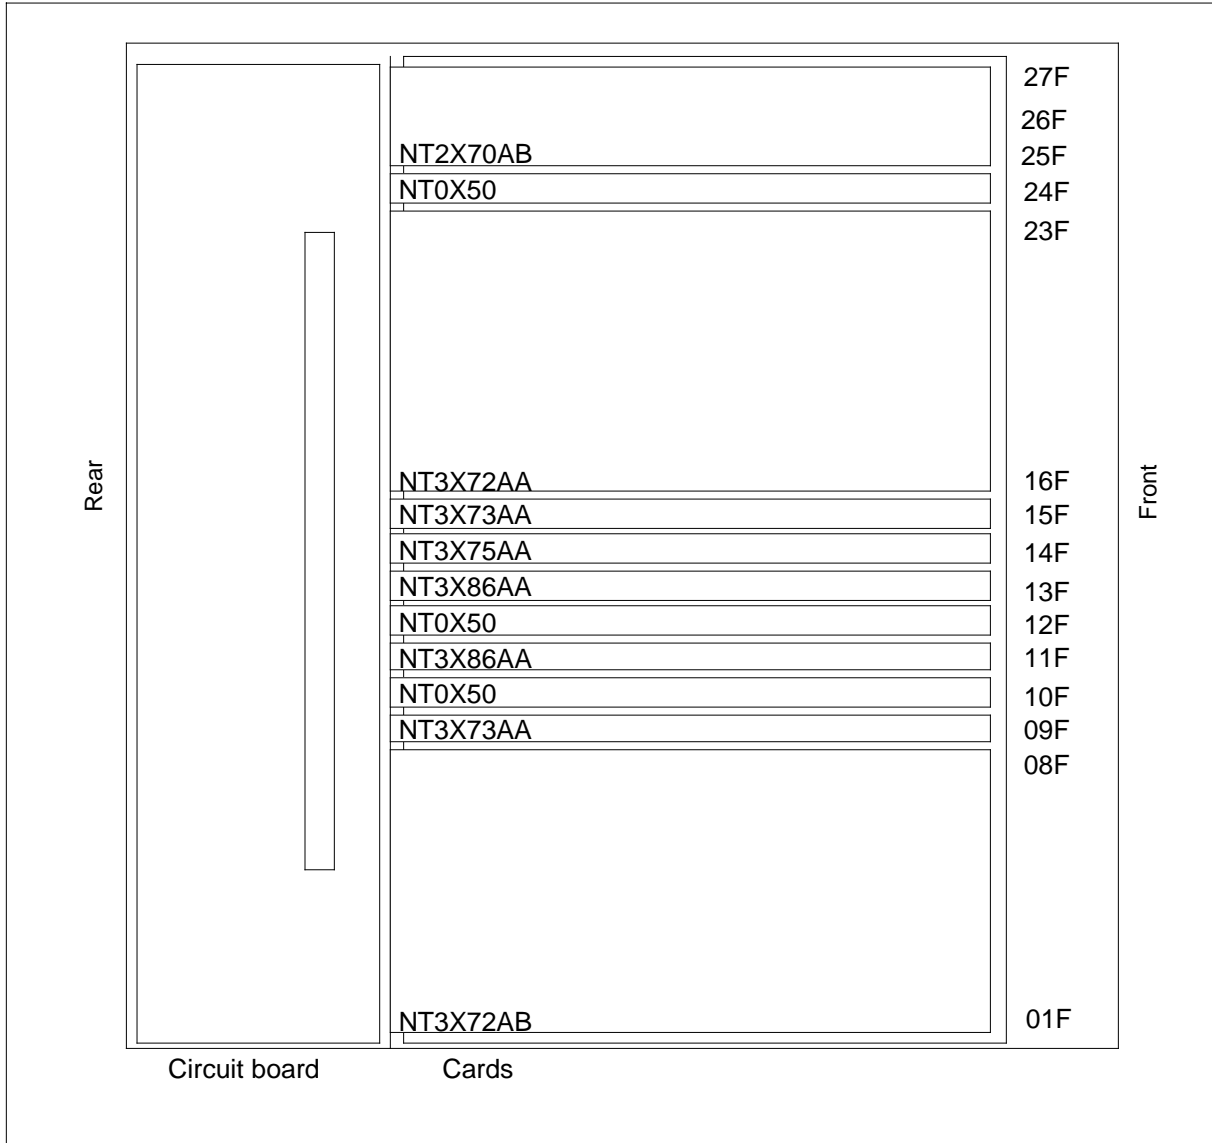 27F
26F
NT2X70AB 25F
NT0X50 24F
23F
Rear
Front
NT3X72AA 16F
NT3X73AA 15F
NT3X75AA 14F
NT3X86AA 13F
NT0X50 12F
NT3X86AA 11F
NT0X50 10F
NT3X73AA 09F
08F
NT3X72AB 01F
Circuit board Cards